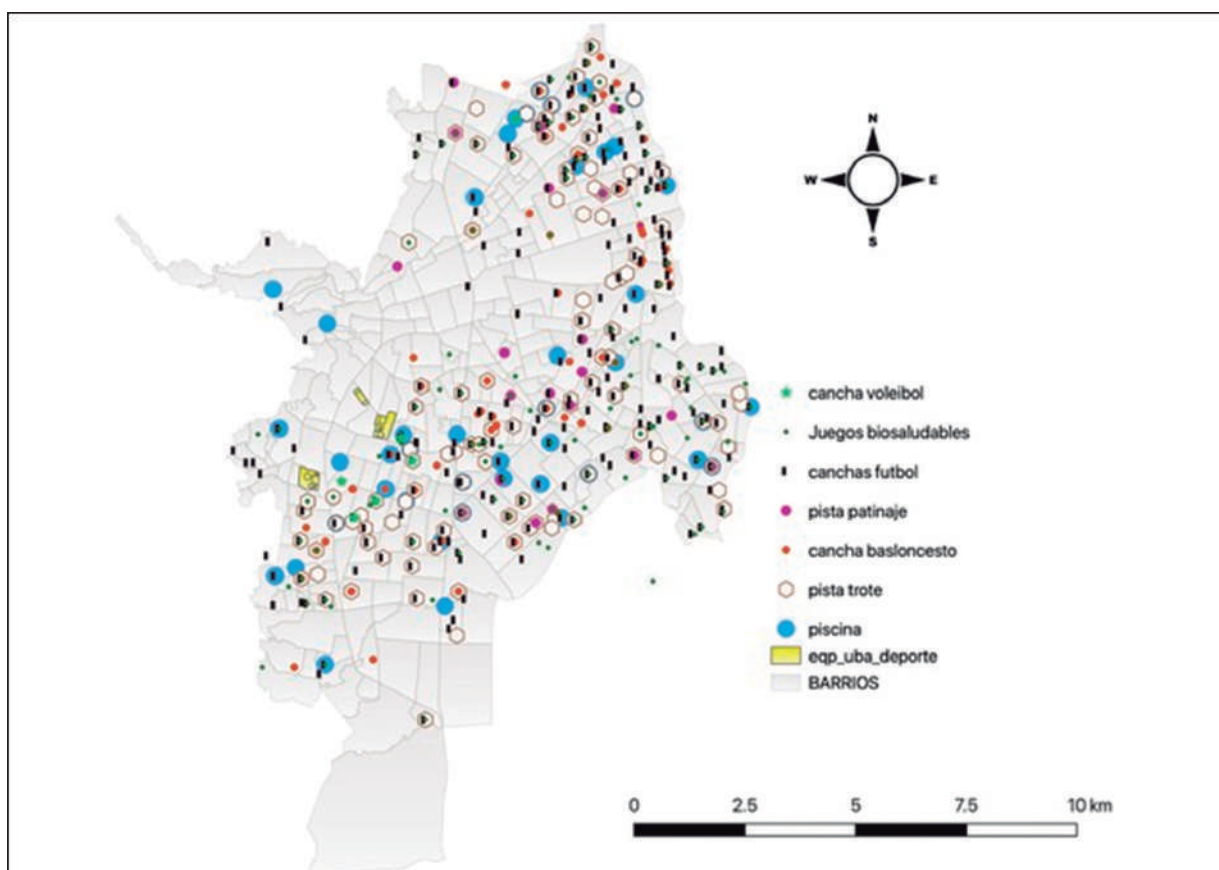 N
W
E
S
cancha voleibol
Juegos biosaludables
canchas futbol
pista patinaje
cancha basloncesto
pista trote
piscina
eqp_uba_deporte
BARRIOS
0 2.5 5 7.5 10 km